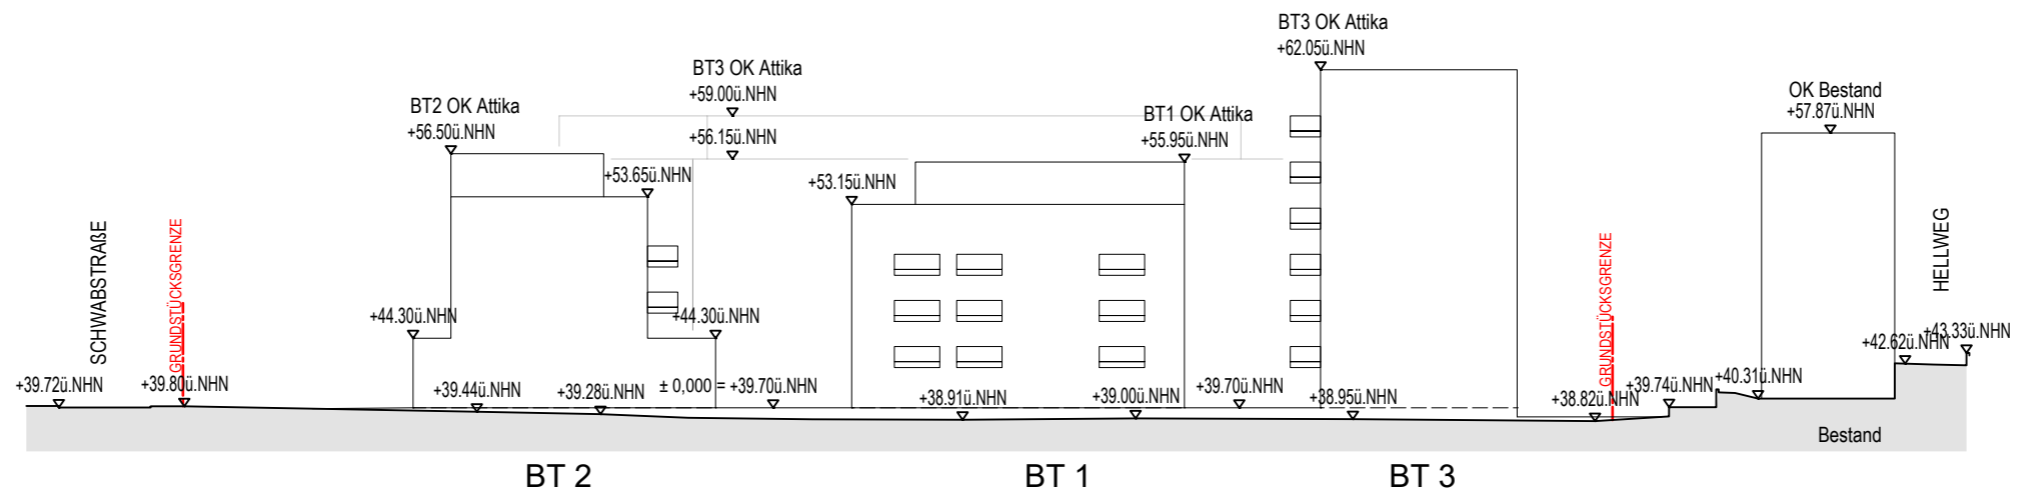 BT3 OK Attika
+62.05ü.NHN
BT3 OK Attika
+59.00ü.NHN
+56.15ü.NHN
BT2 OK Attika
+56.50ü.NHN
BT1 OK Attika
+55.95ü.NHN
OK Bestand
+57.87ü.NHN
+53.65ü.NHN
+53.15ü.NHN
SCHWABSTRAßE
GRUNDSTÜCKSGRENZE
GRUNDSTÜCKSGRENZE
HELLWEG
+44.30ü.NHN
+44.30ü.NHN
+42.62ü.NHN
+43.33ü.NHN
+39.72ü.NHN
+39.80ü.NHN
+39.44ü.NHN
+39.28ü.NHN
± 0,000 = +39.70ü.NHN
+38.91ü.NHN
+39.00ü.NHN
+39.70ü.NHN
+38.95ü.NHN
+38.82ü.NHN
+39.74ü.NHN
+40.31ü.NHN
Bestand
BT 2
BT 1
BT 3